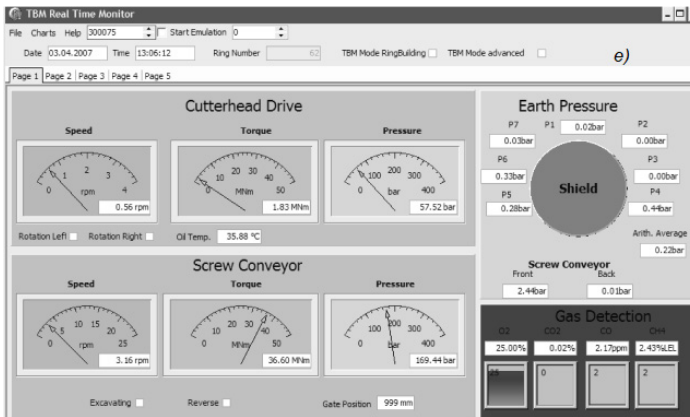 TBM Real Time Monitor
File Charts Help 300075 Start Emulation 0
Date 03.04.2007 Time 13:06:12 Ring Number 62 TBM Mode RingBuilding TBM Mode advanced e)
Page 1 Page 2 Page 3 Page 4 Page 5
Cutterhead Drive
Speed Torque Pressure
0 1 2 3 4 rpm 0.56 rpm
0 10 20 30 40 50 MNm 1.83 MNm
0 100 200 300 400 bar 57.52 bar
Rotation Left Rotation Right Oil Temp. 35.88 °C
Screw Conveyor
Speed Torque Pressure
0 5 10 15 20 25 rpm 3.16 rpm
0 10 20 30 40 50 MNm 36.60 MNm
0 100 200 300 400 bar 169.44 bar
Excavating Reverse Gate Position 999 mm
Earth Pressure
P7 P1 0.02bar P2
0.03bar 0.00bar
P6 P3
0.33bar 0.00bar
P5 Shield P4
0.28bar 0.44bar
Arith. Average
0.22bar
Screw Conveyor
Front Back
2.44bar 0.01bar
Gas Detection
O2 CO2 CO CH4
25.00% 0.02% 2.17ppm 2.43%LEL
25 0 2 2